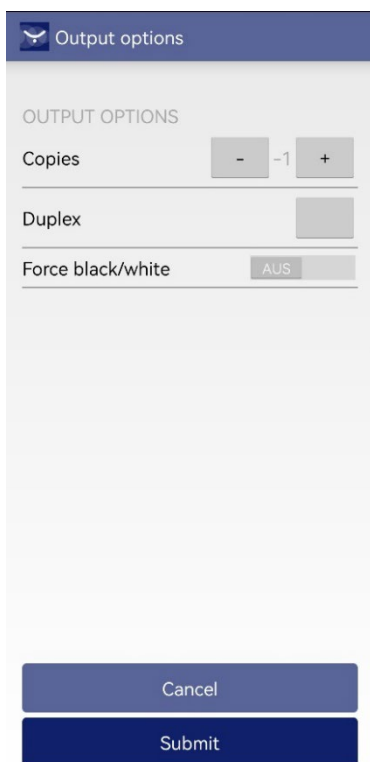 Output options
OUTPUT OPTIONS
Copies - -1 +
Duplex
Force black/white AUS
Cancel
Submit